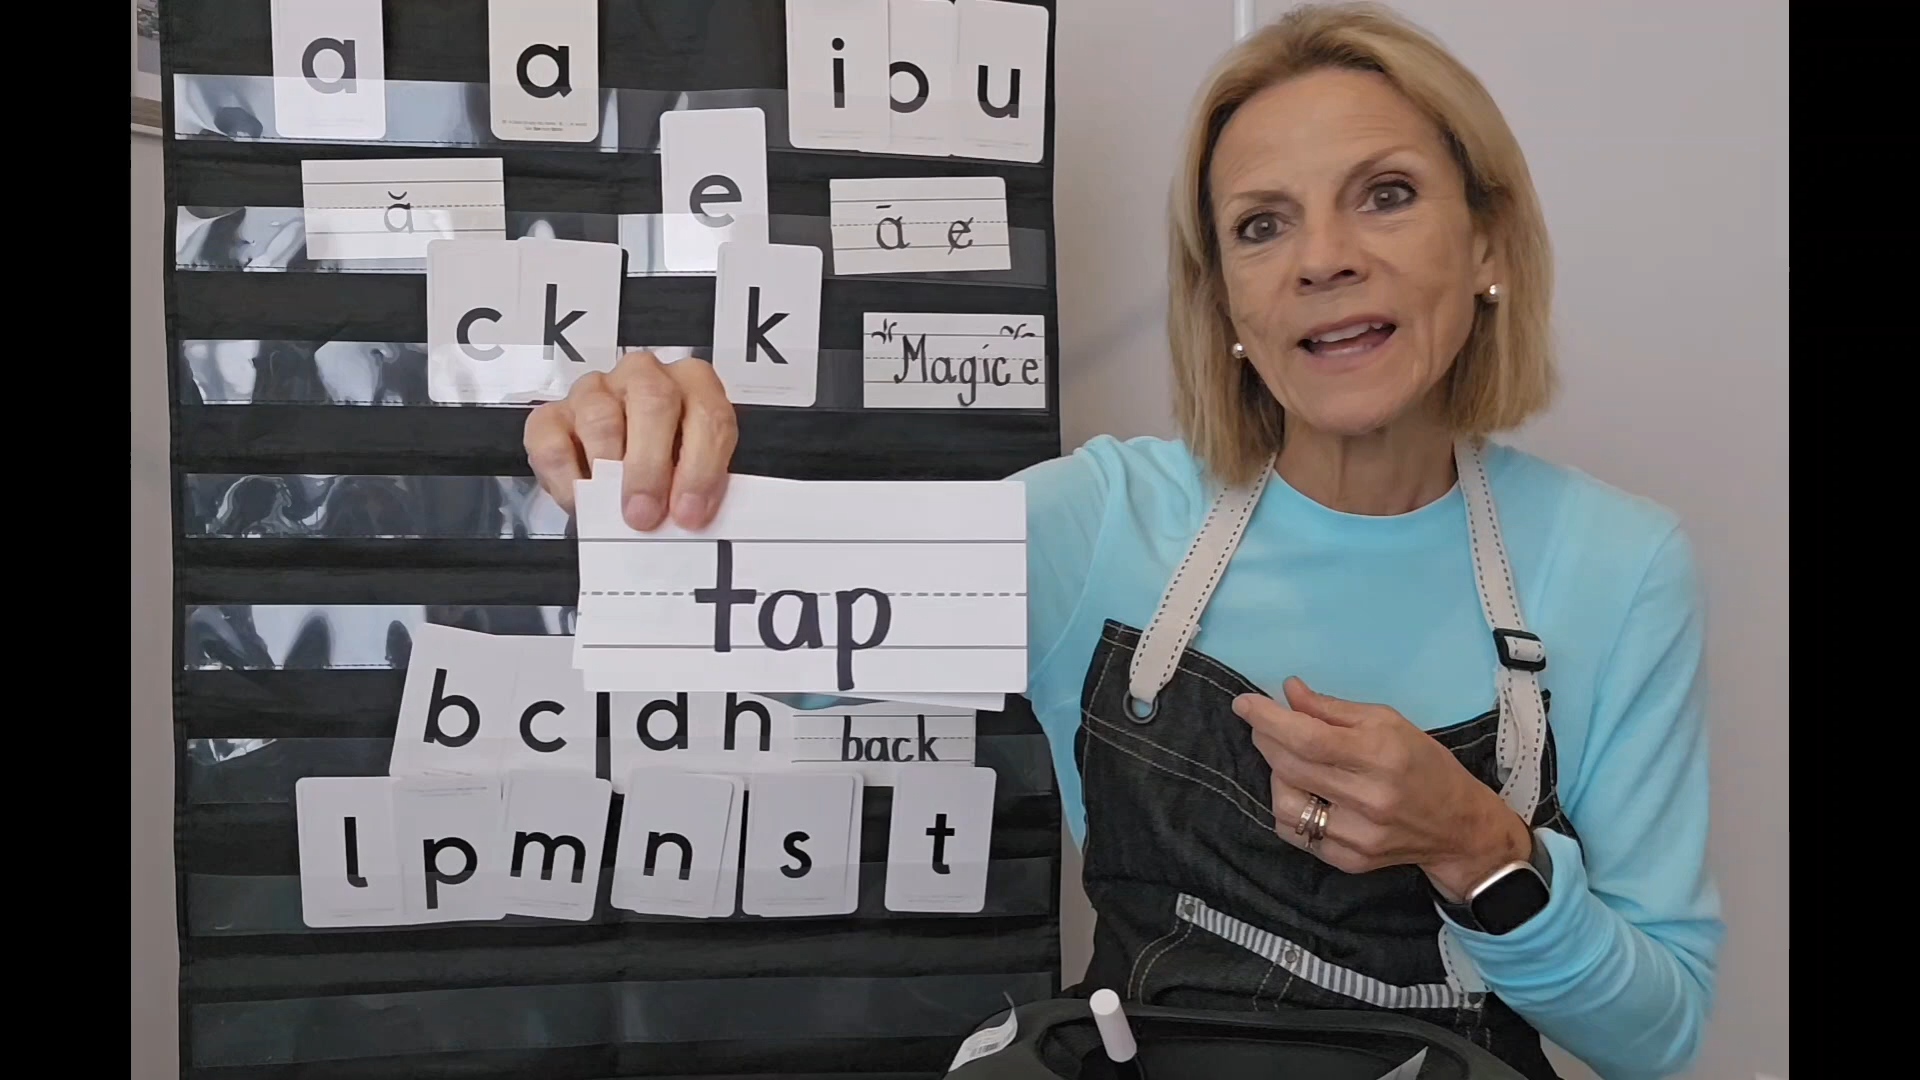 a a i o u
ă e ā e̸
c k k Magic e
tap
b c d h back
l p m n s t